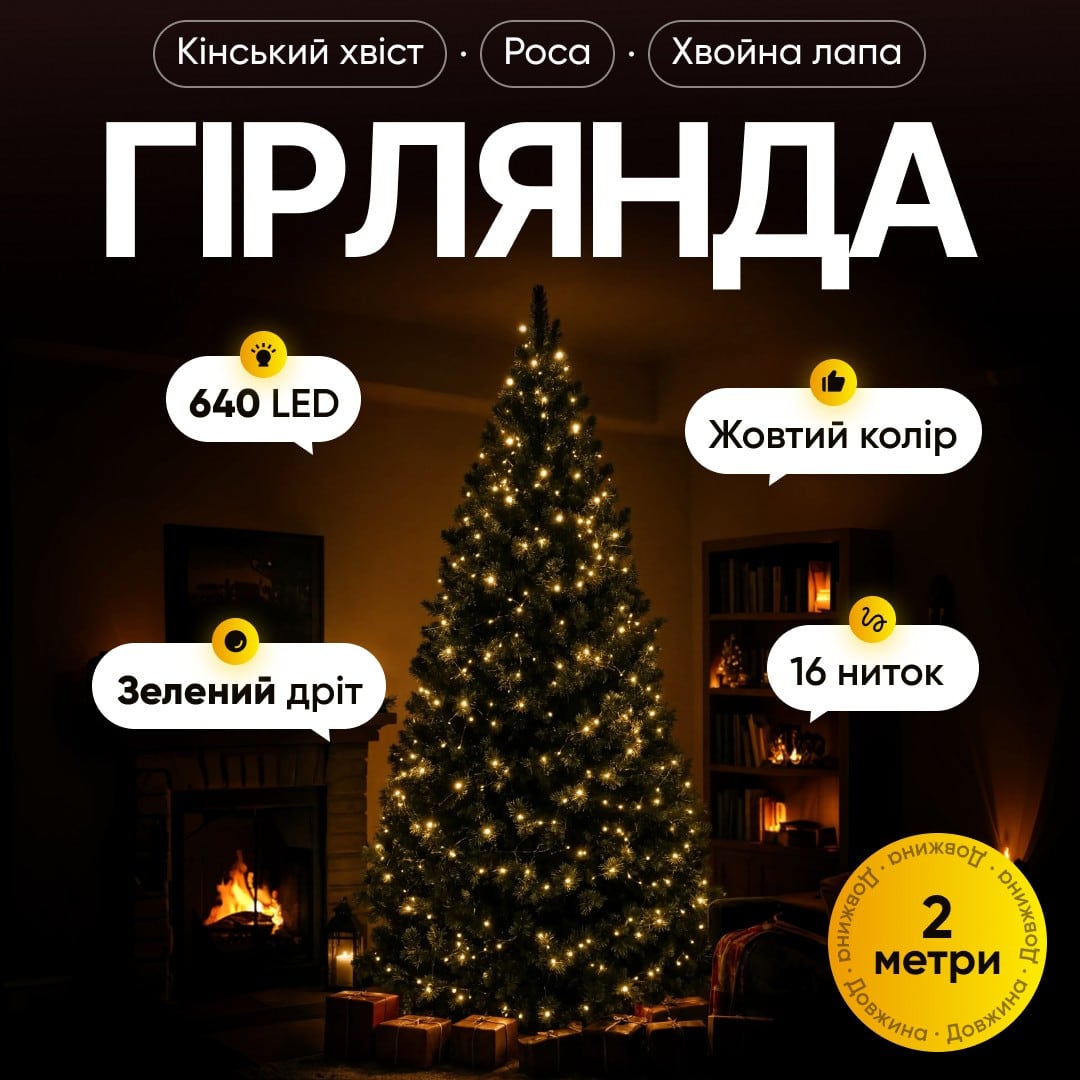 Кінський хвіст · Роса · Хвойна лапа
ГІРЛЯНДА
640 LED
Жовтий колір
Зелений дріт
16 ниток
2
метри
Довжина · Довжина · Довжина · Довжина · Довжина · Довжина ·